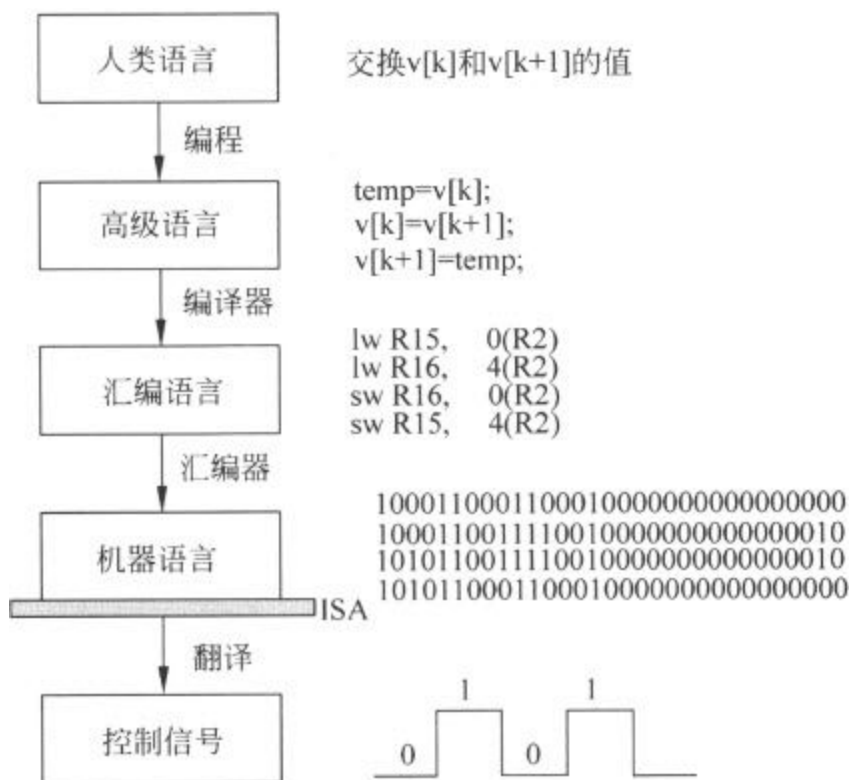 人类语言
交换v[k]和v[k+1]的值
编程
高级语言
temp=v[k];
v[k]=v[k+1];
v[k+1]=temp;
编译器
汇编语言
lw R15, 0(R2)
lw R16, 4(R2)
sw R16, 0(R2)
sw R15, 4(R2)
汇编器
机器语言
10001100011000100000000000000000
10001100111100100000000000000010
10101100111100100000000000000010
10101100011000100000000000000000
ISA
翻译
控制信号
0 1 0 1